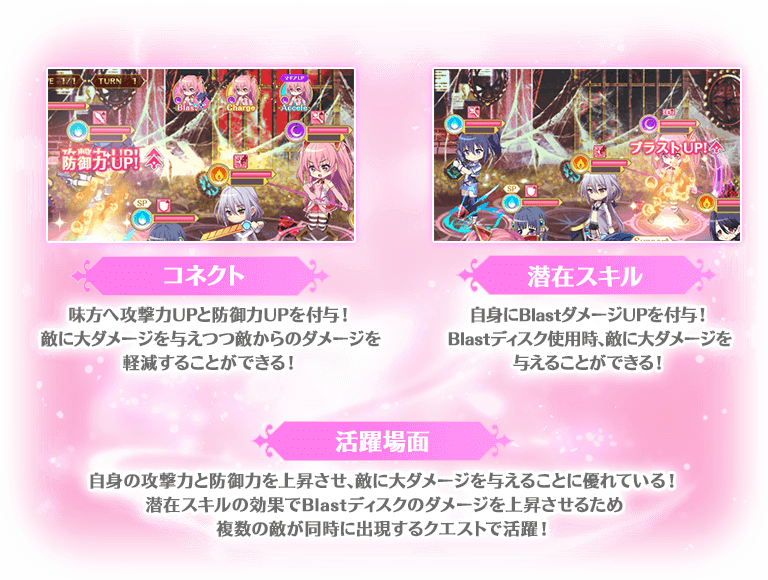 1/1 TURN 1
Blast Charge Accele
マギアUP
防御力UP!
SP
ブラストUP!
SP
コネクト
味方へ攻撃力UPと防御力UPを付与!
敵に大ダメージを与えつつ敵からのダメージを
軽減することができる!
潜在スキル
自身にBlastダメージUPを付与!
Blastディスク使用時、敵に大ダメージを
与えることができる!
活躍場面
自身の攻撃力と防御力を上昇させ、敵に大ダメージを与えることに優れている!
潜在スキルの効果でBlastディスクのダメージを上昇させるため
複数の敵が同時に出現するクエストで活躍!